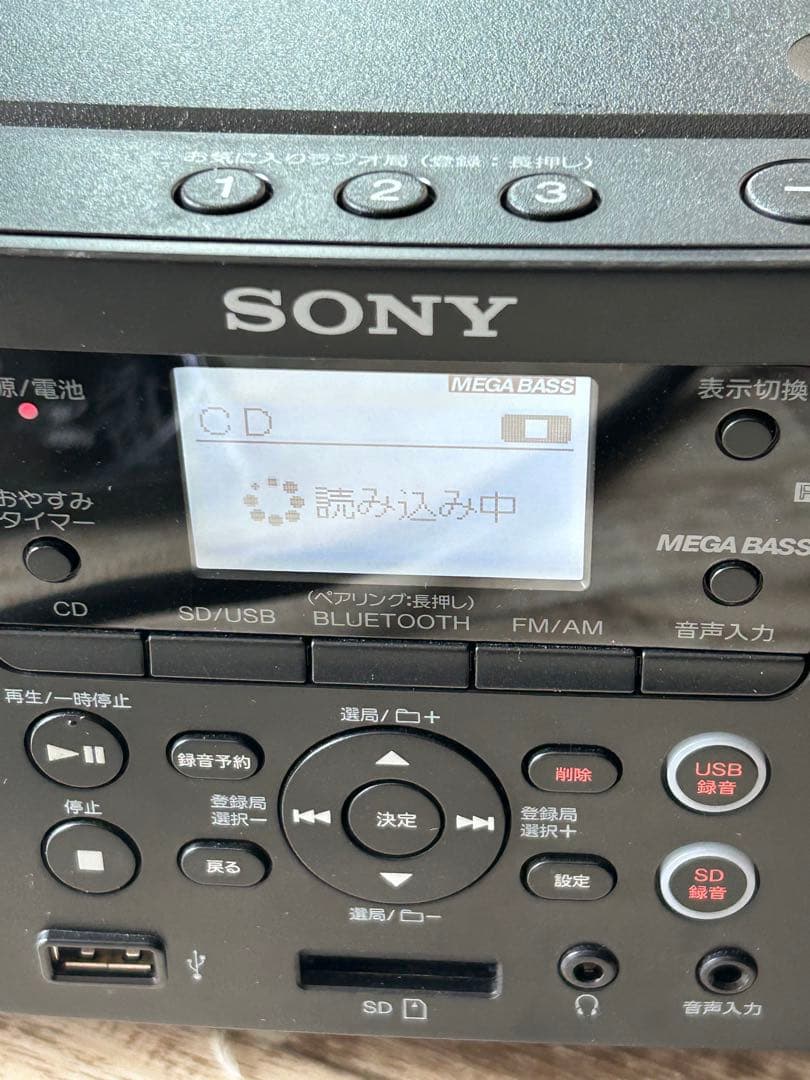 お気に入りラジオ局(登録:長押し)
1 2 3
SONY
源/電池
MEGA BASS
表示切換
CD
読み込み中
おやすみ
タイマー
MEGA BASS
CD
SD/USB
(ペアリング:長押し)
BLUETOOTH
FM/AM
音声入力
再生/一時停止
選局/+
録音予約
削除
USB
録音
停止
登録局
選択−
決定
登録局
選択+
戻る
設定
SD
録音
選局/−
SD
音声入力